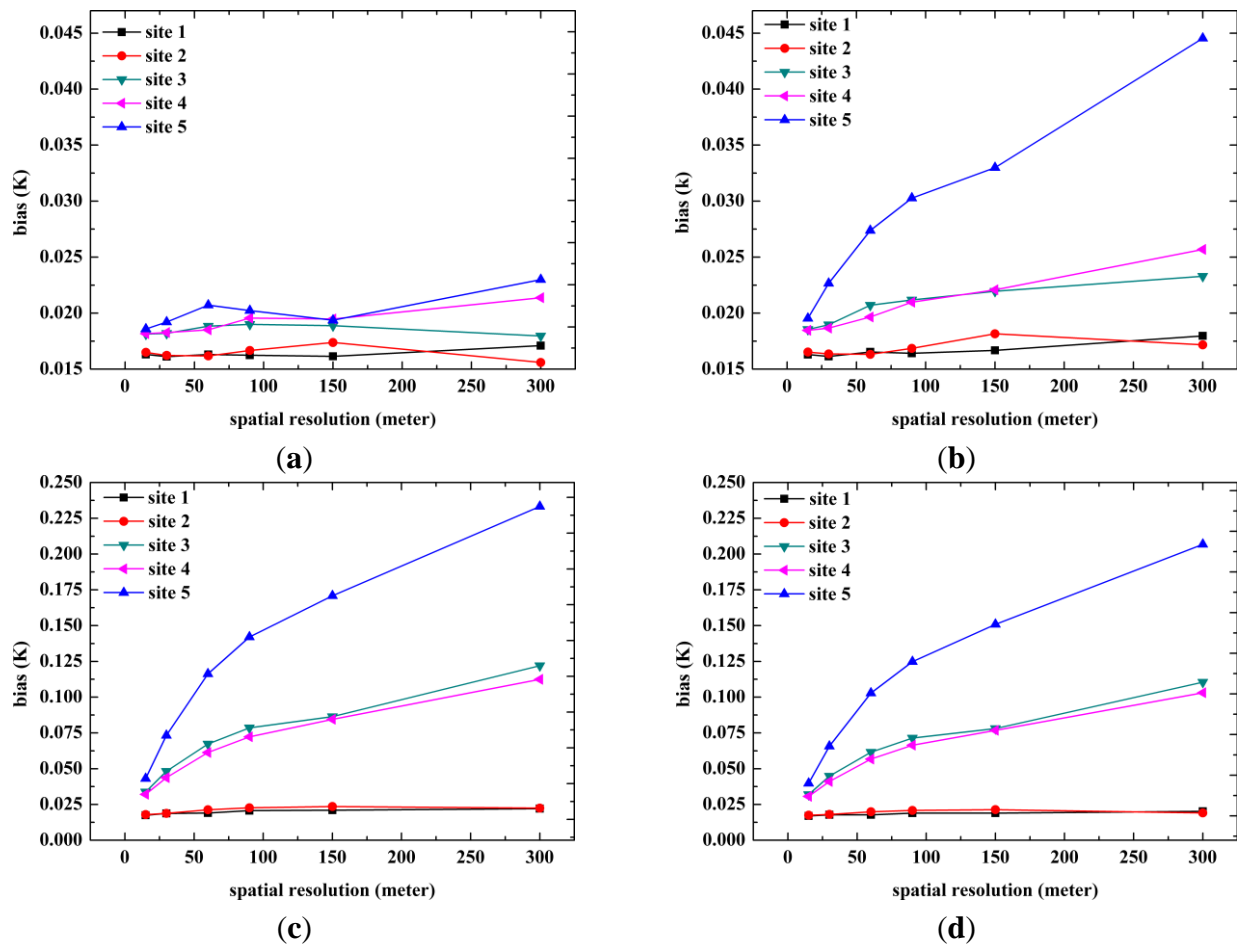 0.045
0.040
0.035
0.030
0.025
0.020
0.015
bias (K)
site 1
site 2
site 3
site 4
site 5
0 50 100 150 200 250 300
spatial resolution (meter)
(a)
0.045
0.040
0.035
0.030
0.025
0.020
0.015
bias (k)
site 1
site 2
site 3
site 4
site 5
0 50 100 150 200 250 300
spatial resolution (meter)
(b)
0.250
0.225
0.200
0.175
0.150
0.125
0.100
0.075
0.050
0.025
0.000
bias (K)
site 1
site 2
site 3
site 4
site 5
0 50 100 150 200 250 300
spatial resolution (meter)
(c)
0.250
0.225
0.200
0.175
0.150
0.125
0.100
0.075
0.050
0.025
0.000
bias (K)
site 1
site 2
site 3
site 4
site 5
0 50 100 150 200 250 300
spatial resolution (meter)
(d)